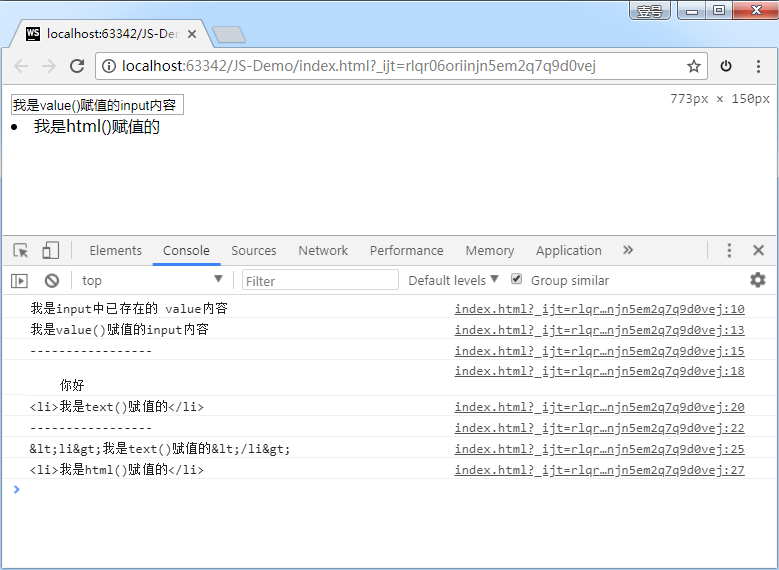 壹号
WS localhost:63342/JS-De
localhost:63342/JS-Demo/index.html?_ijt=rlqr06oriinjn5em2q7q9d0vej
我是value()赋值的input内容
773px × 150px
我是html()赋值的
Elements Console Sources Network Performance Memory Application
top Filter Default levels Group similar
我是input中已存在的 value内容 index.html?_ijt=rlqr…njn5em2q7q9d0vej:10
我是value()赋值的input内容 index.html?_ijt=rlqr…njn5em2q7q9d0vej:13
----------------- index.html?_ijt=rlqr…njn5em2q7q9d0vej:15
index.html?_ijt=rlqr…njn5em2q7q9d0vej:18
你好
<li>我是text()赋值的</li> index.html?_ijt=rlqr…njn5em2q7q9d0vej:20
----------------- index.html?_ijt=rlqr…njn5em2q7q9d0vej:22
&lt;li&gt;我是text()赋值的&lt;/li&gt; index.html?_ijt=rlqr…njn5em2q7q9d0vej:25
<li>我是html()赋值的</li> index.html?_ijt=rlqr…njn5em2q7q9d0vej:27